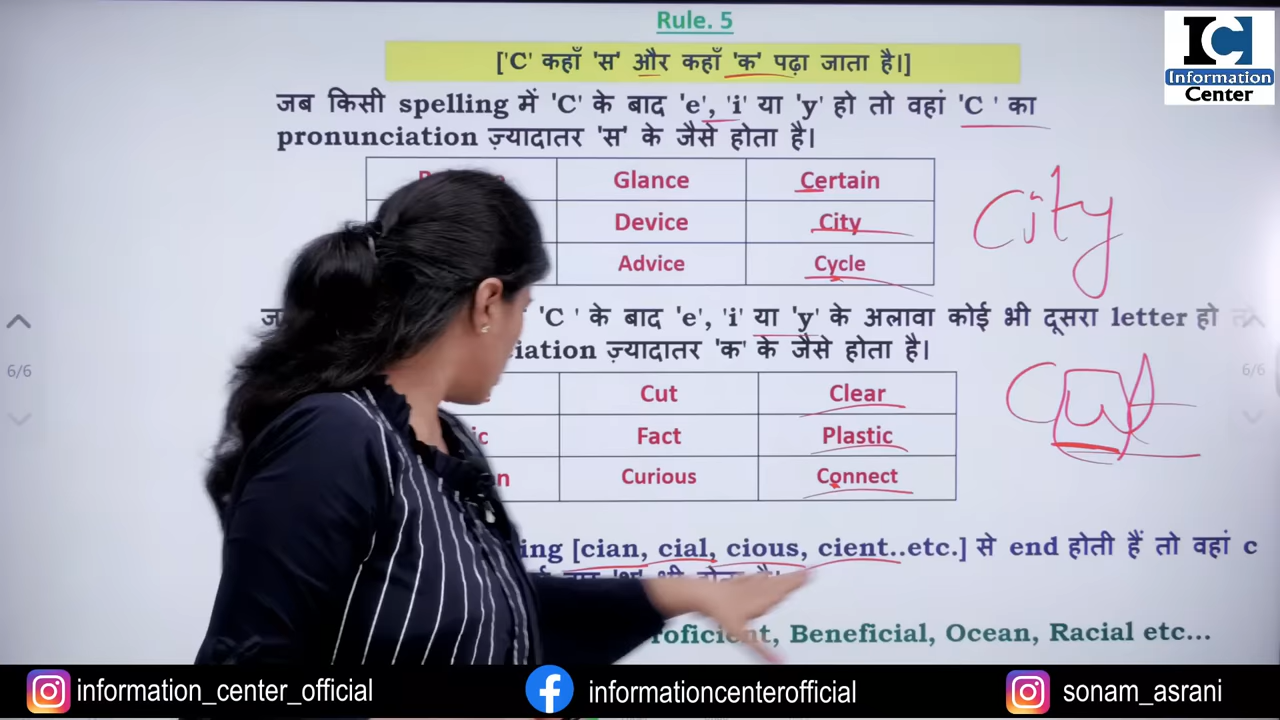 Rule. 5
['C' कहाँ 'स' और कहाँ 'क' पढ़ा जाता है।]
Information
Center
जब किसी spelling में 'C' के बाद 'e', 'i' या 'y' हो तो वहां 'C ' का
pronunciation ज़्यादातर 'स' के जैसे होता है।
Glance Certain
Device City
Advice Cycle
city
'C ' के बाद 'e', 'i' या 'y' के अलावा कोई भी दूसरा letter हो
ज़्यादातर 'क' के जैसे होता है।
6/6
6/6
Cut Clear
Fact Plastic
Curious Connect
cut
[cian, cial, cious, cient..etc.] से end होती हैं तो वहां c
भी होता है।
Beneficial, Ocean, Racial etc...
information_center_official
informationcenterofficial
sonam_asrani